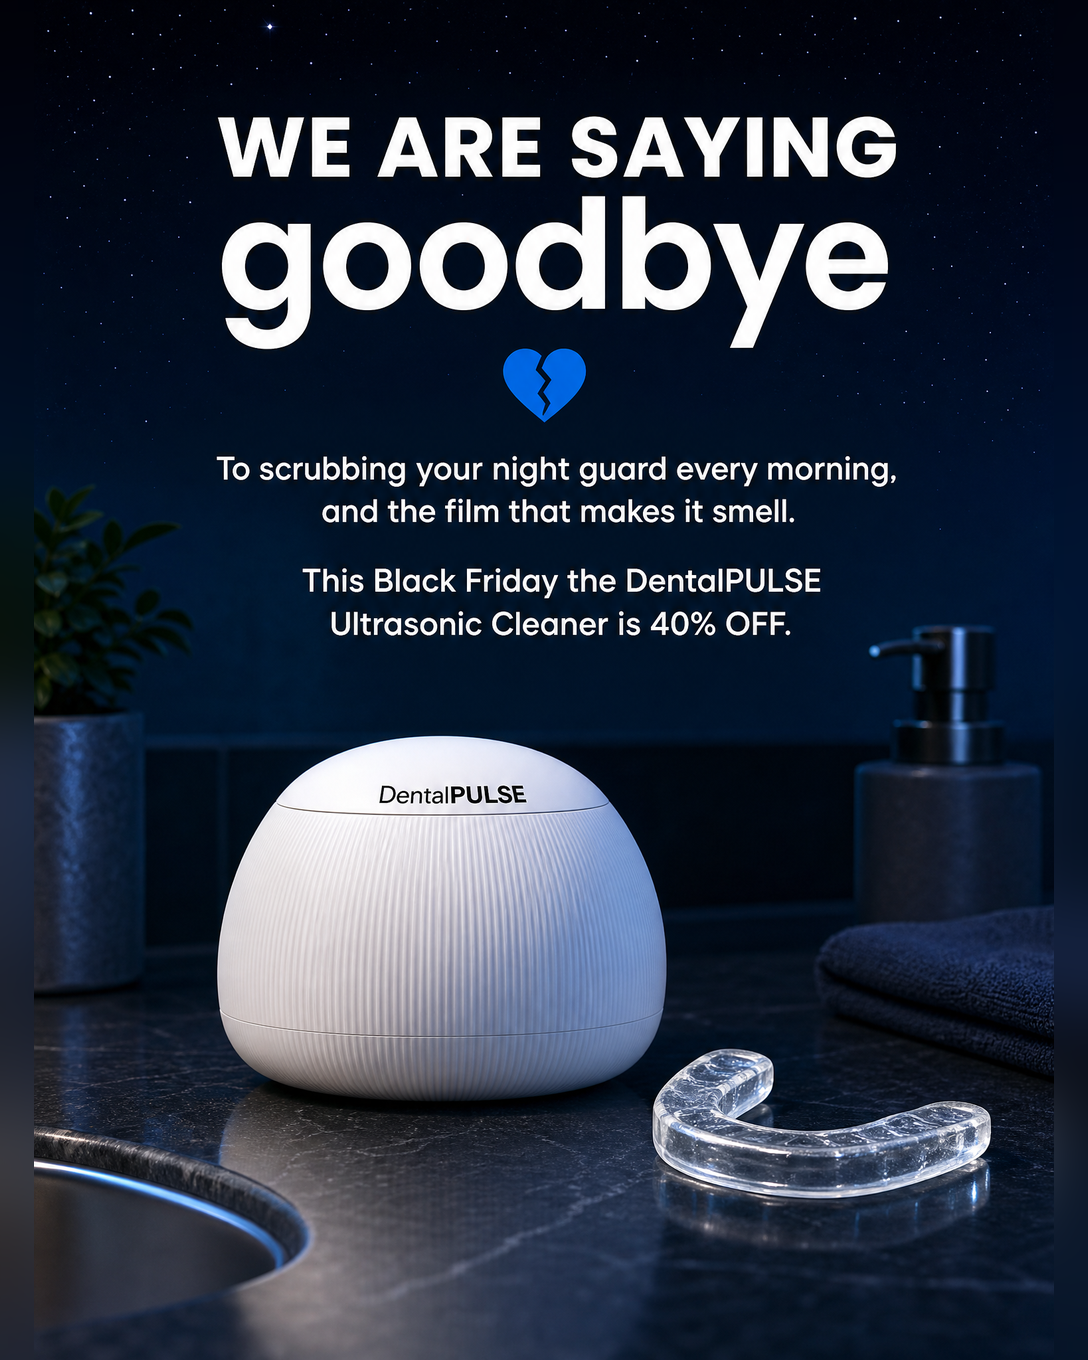 WE ARE SAYING
goodbye
To scrubbing your night guard every morning,
and the film that makes it smell.
This Black Friday the DentalPULSE
Ultrasonic Cleaner is 40% OFF.
DentalPULSE